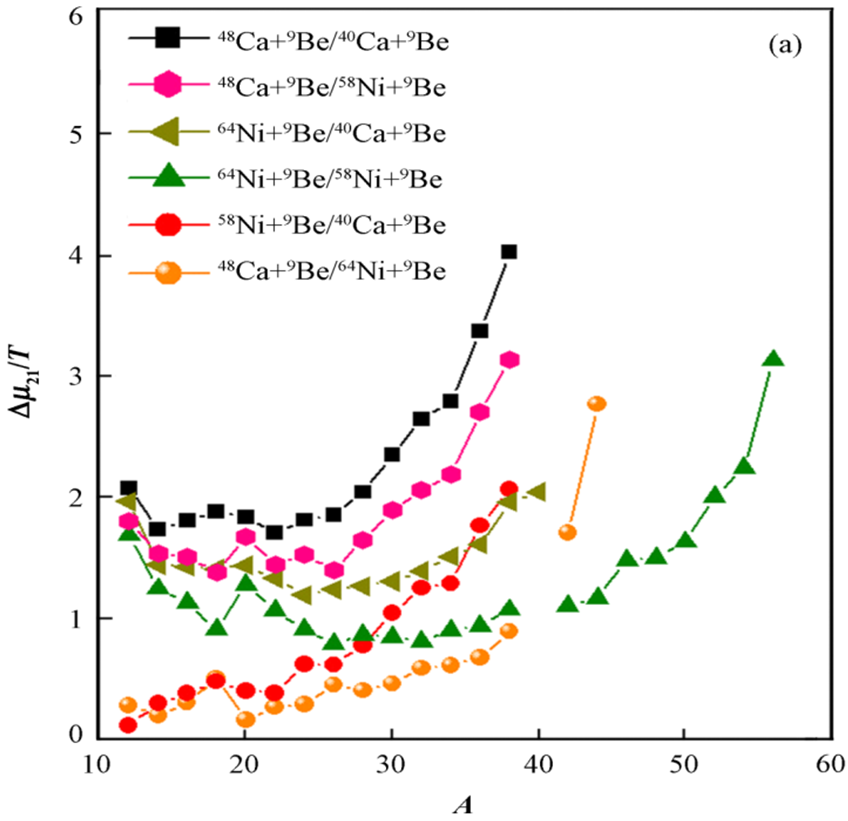 6
(a)
⁴⁸Ca+⁹Be/⁴⁰Ca+⁹Be
⁴⁸Ca+⁹Be/⁵⁸Ni+⁹Be
⁶⁴Ni+⁹Be/⁴⁰Ca+⁹Be
⁶⁴Ni+⁹Be/⁵⁸Ni+⁹Be
⁵⁸Ni+⁹Be/⁴⁰Ca+⁹Be
⁴⁸Ca+⁹Be/⁶⁴Ni+⁹Be
5
4
3
2
1
0
Δμ₂₁/T
10 20 30 40 50 60
A